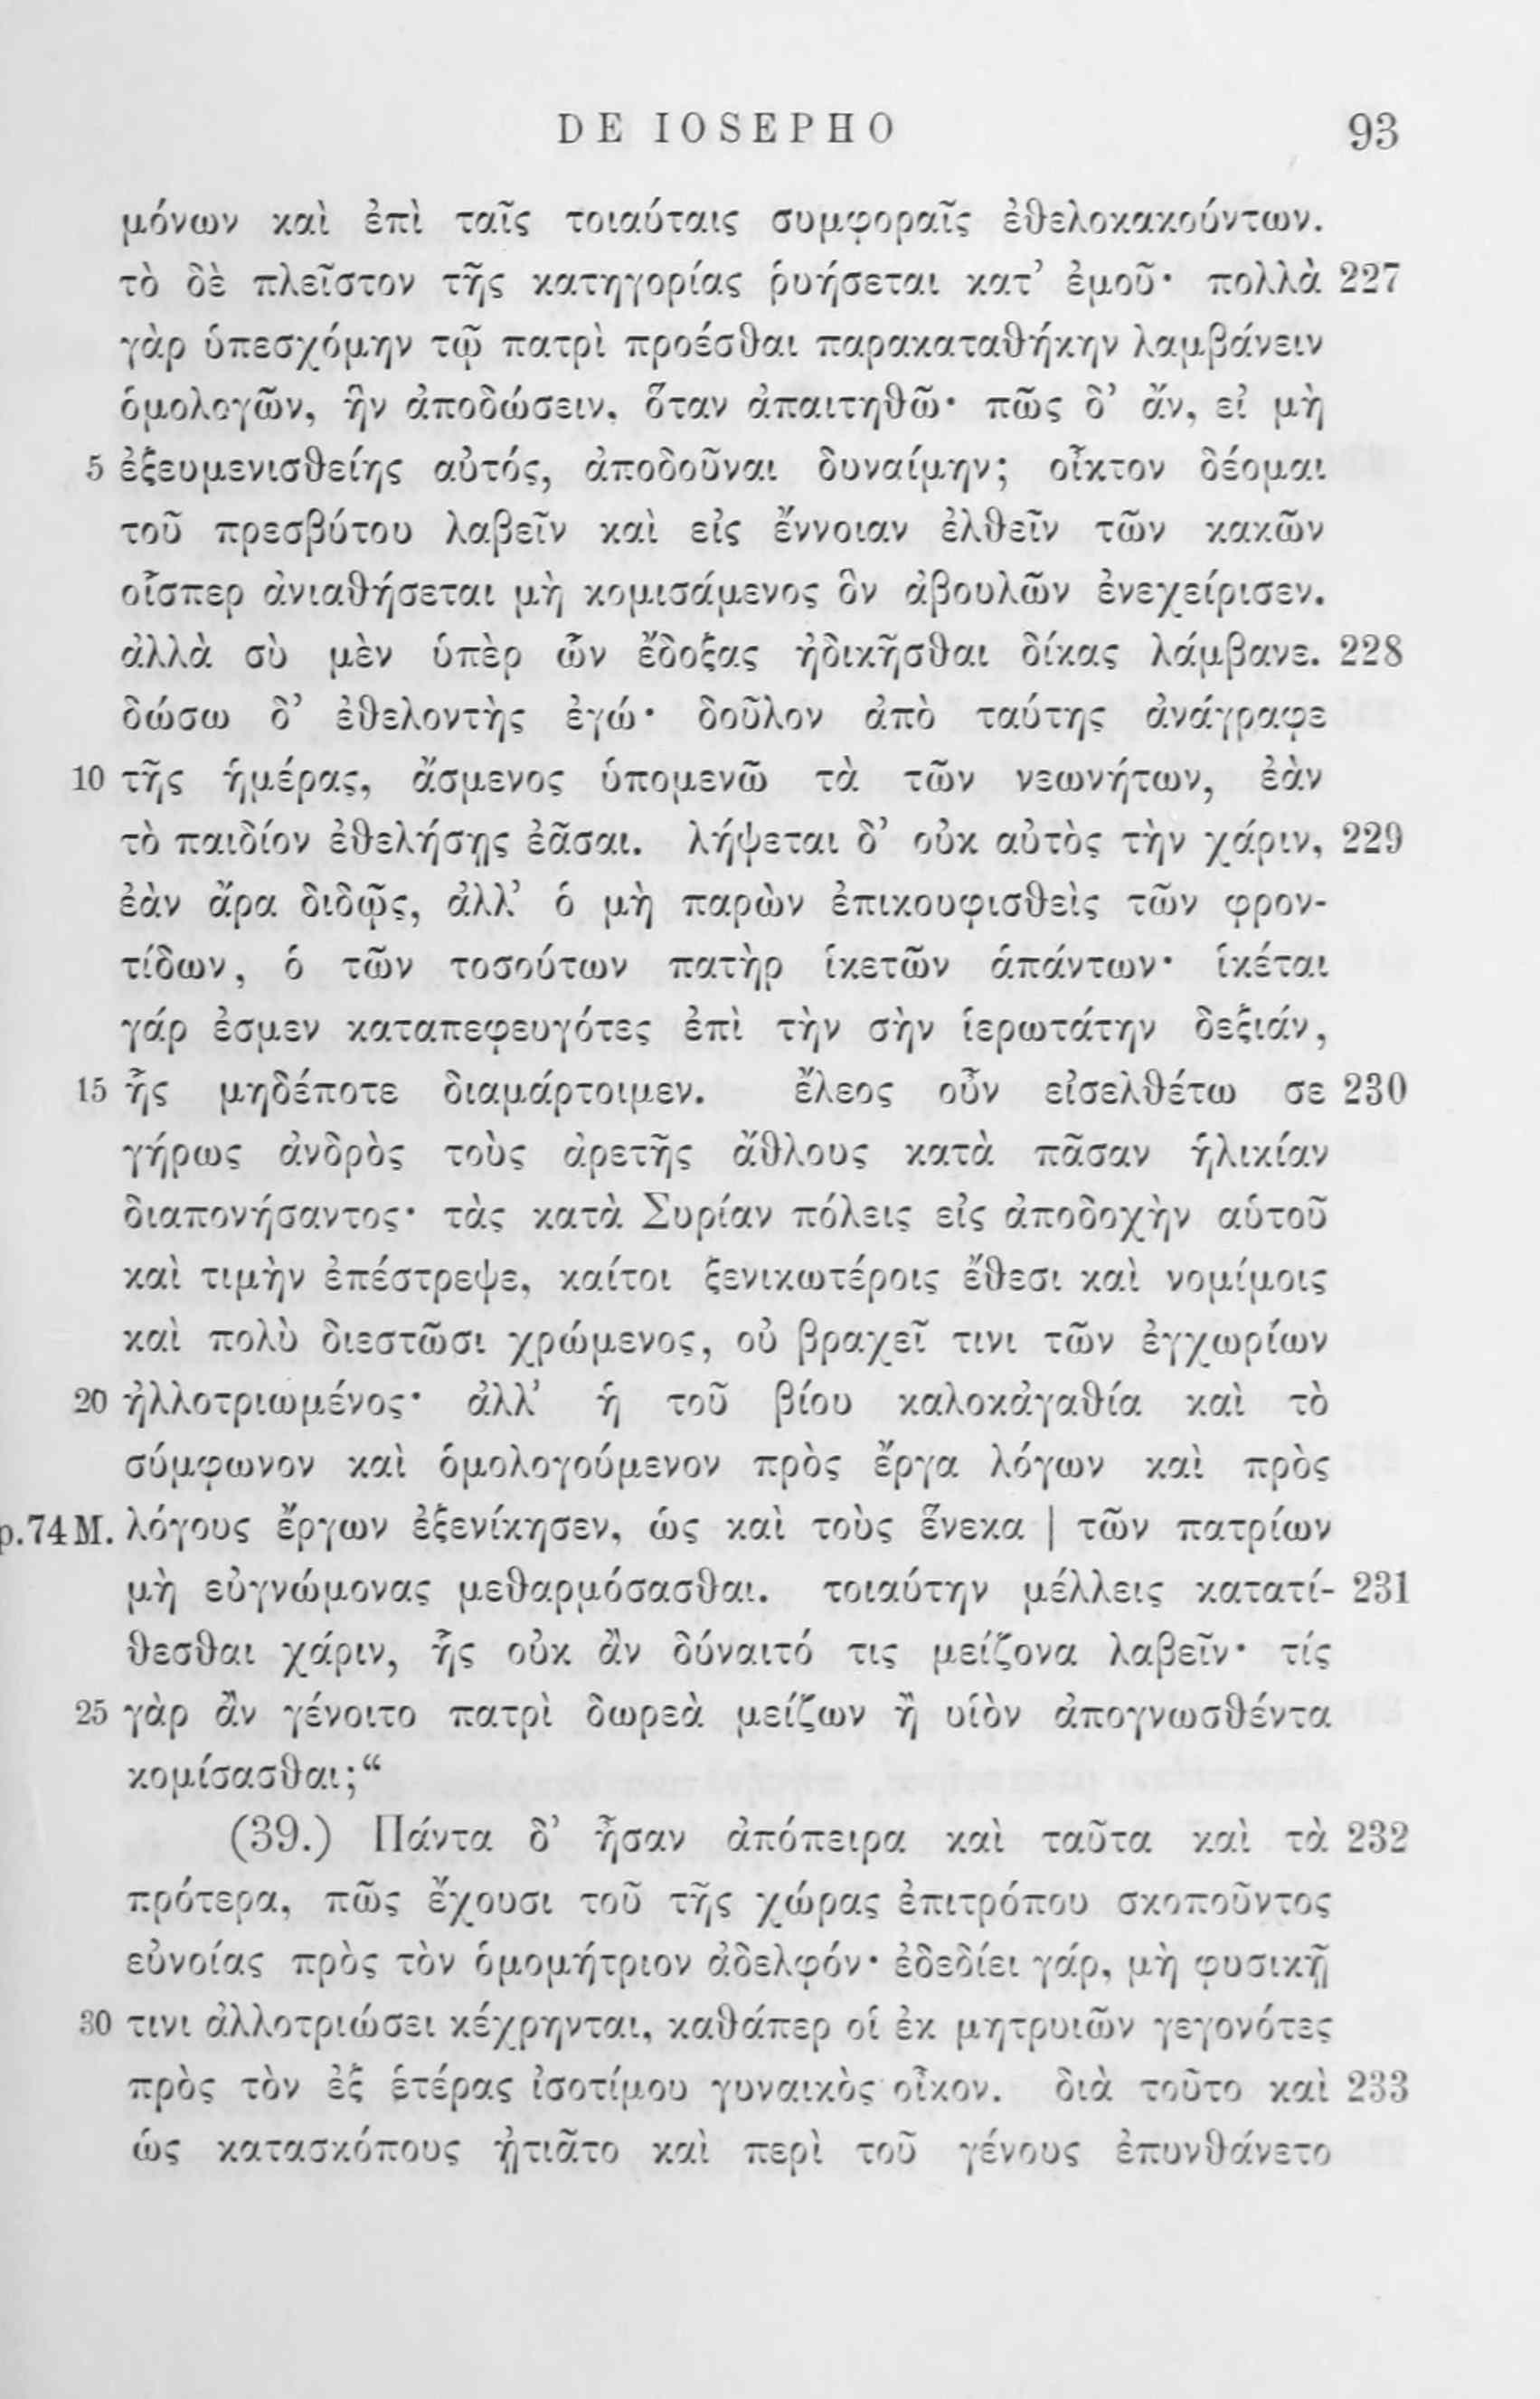 DE IOSEPHO 93
μόνων καὶ ἐπὶ ταῖς τοιαύταις συμφοραῖς ἐθελοκακούντων.
τὸ δὲ πλεῖστον τῆς κατηγορίας ῥυήσεται κατ’ ἐμοῦ· πολλὰ 227
γὰρ ὑπεσχόμην τῷ πατρὶ προέσθαι παρακαταθήκην λαμβάνειν
ὁμολογῶν, ἣν ἀποδώσειν, ὅταν ἀπαιτηθῶ· πῶς δ’ ἄν, εἰ μὴ
5 ἐξευμενισθείης αὐτός, ἀποδοῦναι δυναίμην; οἶκτον δέομαι
τοῦ πρεσβύτου λαβεῖν καὶ εἰς ἔννοιαν ἐλθεῖν τῶν κακῶν
οἷσπερ ἀνιαθήσεται μὴ κομισάμενος ὃν ἀβουλῶν ἐνεχείρισεν.
ἀλλὰ σὺ μὲν ὑπὲρ ὧν ἔδοξας ἠδικῆσθαι δίκας λάμβανε. 228
δώσω δ’ ἐθελοντὴς ἐγώ· δοῦλον ἀπὸ ταύτης ἀνάγραφε
10 τῆς ἡμέρας, ἄσμενος ὑπομενῶ τὰ τῶν νεωνήτων, ἐὰν
τὸ παιδίον ἐθελήσῃς ἐᾶσαι. λήψεται δ’ οὐκ αὐτὸς τὴν χάριν, 229
ἐὰν ἄρα διδῷς, ἀλλ’ ὁ μὴ παρὼν ἐπικουφισθεὶς τῶν φρον-
τίδων, ὁ τῶν τοσούτων πατὴρ ἱκετῶν ἁπάντων· ἱκέται
γάρ ἐσμεν καταπεφευγότες ἐπὶ τὴν σὴν ἱερωτάτην δεξιάν,
15 ἧς μηδέποτε διαμάρτοιμεν. ἔλεος οὖν εἰσελθέτω σε 230
γήρως ἀνδρὸς τοὺς ἀρετῆς ἄθλους κατὰ πᾶσαν ἡλικίαν
διαπονήσαντος· τὰς κατὰ Συρίαν πόλεις εἰς ἀποδοχὴν αὑτοῦ
καὶ τιμὴν ἐπέστρεψε, καίτοι ξενικωτέροις ἔθεσι καὶ νομίμοις
καὶ πολὺ διεστῶσι χρώμενος, οὐ βραχεῖ τινι τῶν ἐγχωρίων
20 ἠλλοτριωμένος· ἀλλ’ ἡ τοῦ βίου καλοκἀγαθία καὶ τὸ
σύμφωνον καὶ ὁμολογούμενον πρὸς ἔργα λόγων καὶ πρὸς
p.74 M. λόγους ἔργων ἐξενίκησεν, ὡς καὶ τοὺς ἕνεκα | τῶν πατρίων
μὴ εὐγνώμονας μεθαρμόσασθαι. τοιαύτην μέλλεις κατατί- 231
θεσθαι χάριν, ἧς οὐκ ἂν δύναιτό τις μείζονα λαβεῖν· τίς
25 γὰρ ἂν γένοιτο πατρὶ δωρεὰ μείζων ἢ υἱὸν ἀπογνωσθέντα
κομίσασθαι;“
(39.) Πάντα δ’ ἦσαν ἀπόπειρα καὶ ταῦτα καὶ τὰ 232
πρότερα, πῶς ἔχουσι τοῦ τῆς χώρας ἐπιτρόπου σκοποῦντος
εὐνοίας πρὸς τὸν ὁμομήτριον ἀδελφόν· ἐδεδίει γάρ, μὴ φυσικῇ
30 τινι ἀλλοτριώσει κέχρηνται, καθάπερ οἱ ἐκ μητρυιῶν γεγονότες
πρὸς τὸν ἐξ ἑτέρας ἰσοτίμου γυναικὸς οἶκον. διὰ τοῦτο καὶ 233
ὡς κατασκόπους ᾐτιᾶτο καὶ περὶ τοῦ γένους ἐπυνθάνετο